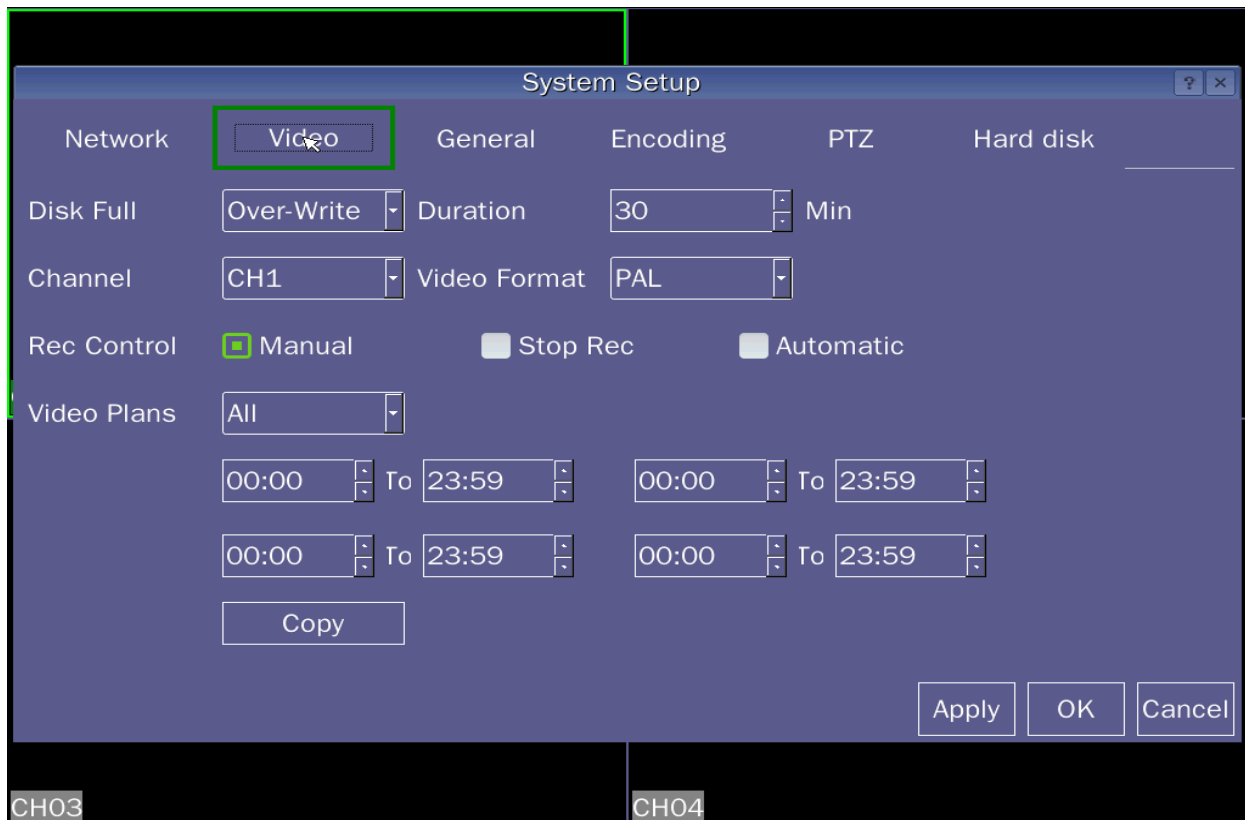 System Setup
Network Video General Encoding PTZ Hard disk
Disk Full Over-Write Duration 30 Min
Channel CH1 Video Format PAL
Rec Control Manual Stop Rec Automatic
Video Plans All
00:00 To 23:59 00:00 To 23:59
00:00 To 23:59 00:00 To 23:59
Copy
Apply OK Cancel
CH03 CH04